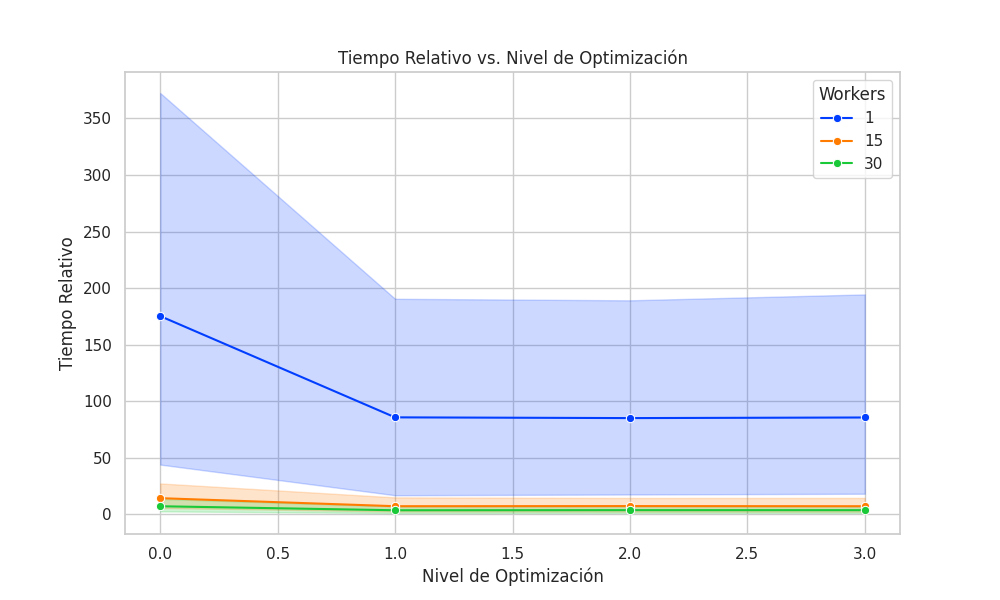 Tiempo Relativo vs. Nivel de Optimización
Workers
1
15
30
Tiempo Relativo
350
300
250
200
150
100
50
0
0.0 0.5 1.0 1.5 2.0 2.5 3.0
Nivel de Optimización